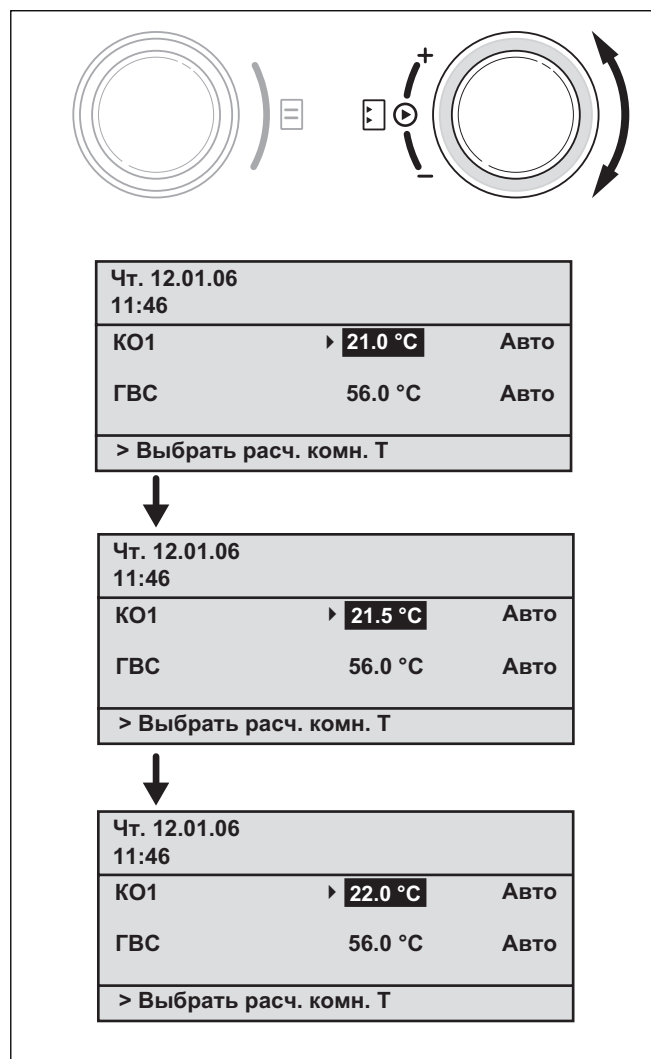 +
−
Чт. 12.01.06
11:46
КО1 21.0 °C Авто
ГВС 56.0 °C Авто
> Выбрать расч. комн. Т
Чт. 12.01.06
11:46
КО1 21.5 °C Авто
ГВС 56.0 °C Авто
> Выбрать расч. комн. Т
Чт. 12.01.06
11:46
КО1 22.0 °C Авто
ГВС 56.0 °C Авто
> Выбрать расч. комн. Т